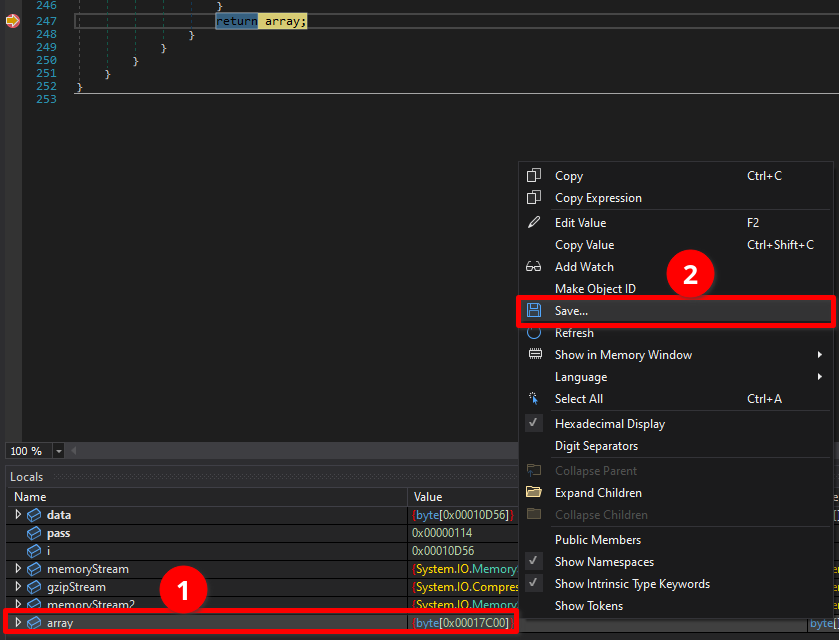 246 }
247 return array;
248 }
249 }
250 }
251 }
252 }
253
Copy Ctrl+C
Copy Expression
Edit Value F2
Copy Value Ctrl+Shift+C
Add Watch
2
Make Object ID
Save...
Refresh
Show in Memory Window
Language
Select All Ctrl+A
Hexadecimal Display
Digit Separators
Collapse Parent
Expand Children
Collapse Children
Public Members
Show Namespaces
Show Intrinsic Type Keywords
Show Tokens
100 %
Locals
Name Value
data {byte[0x00010D56]}
pass 0x00000114
i 0x00010D56
memoryStream {System.IO.Memory
gzipStream {System.IO.Compres
1
memoryStream2 {System.IO.Memory
array {byte[0x00017C00]} byte[